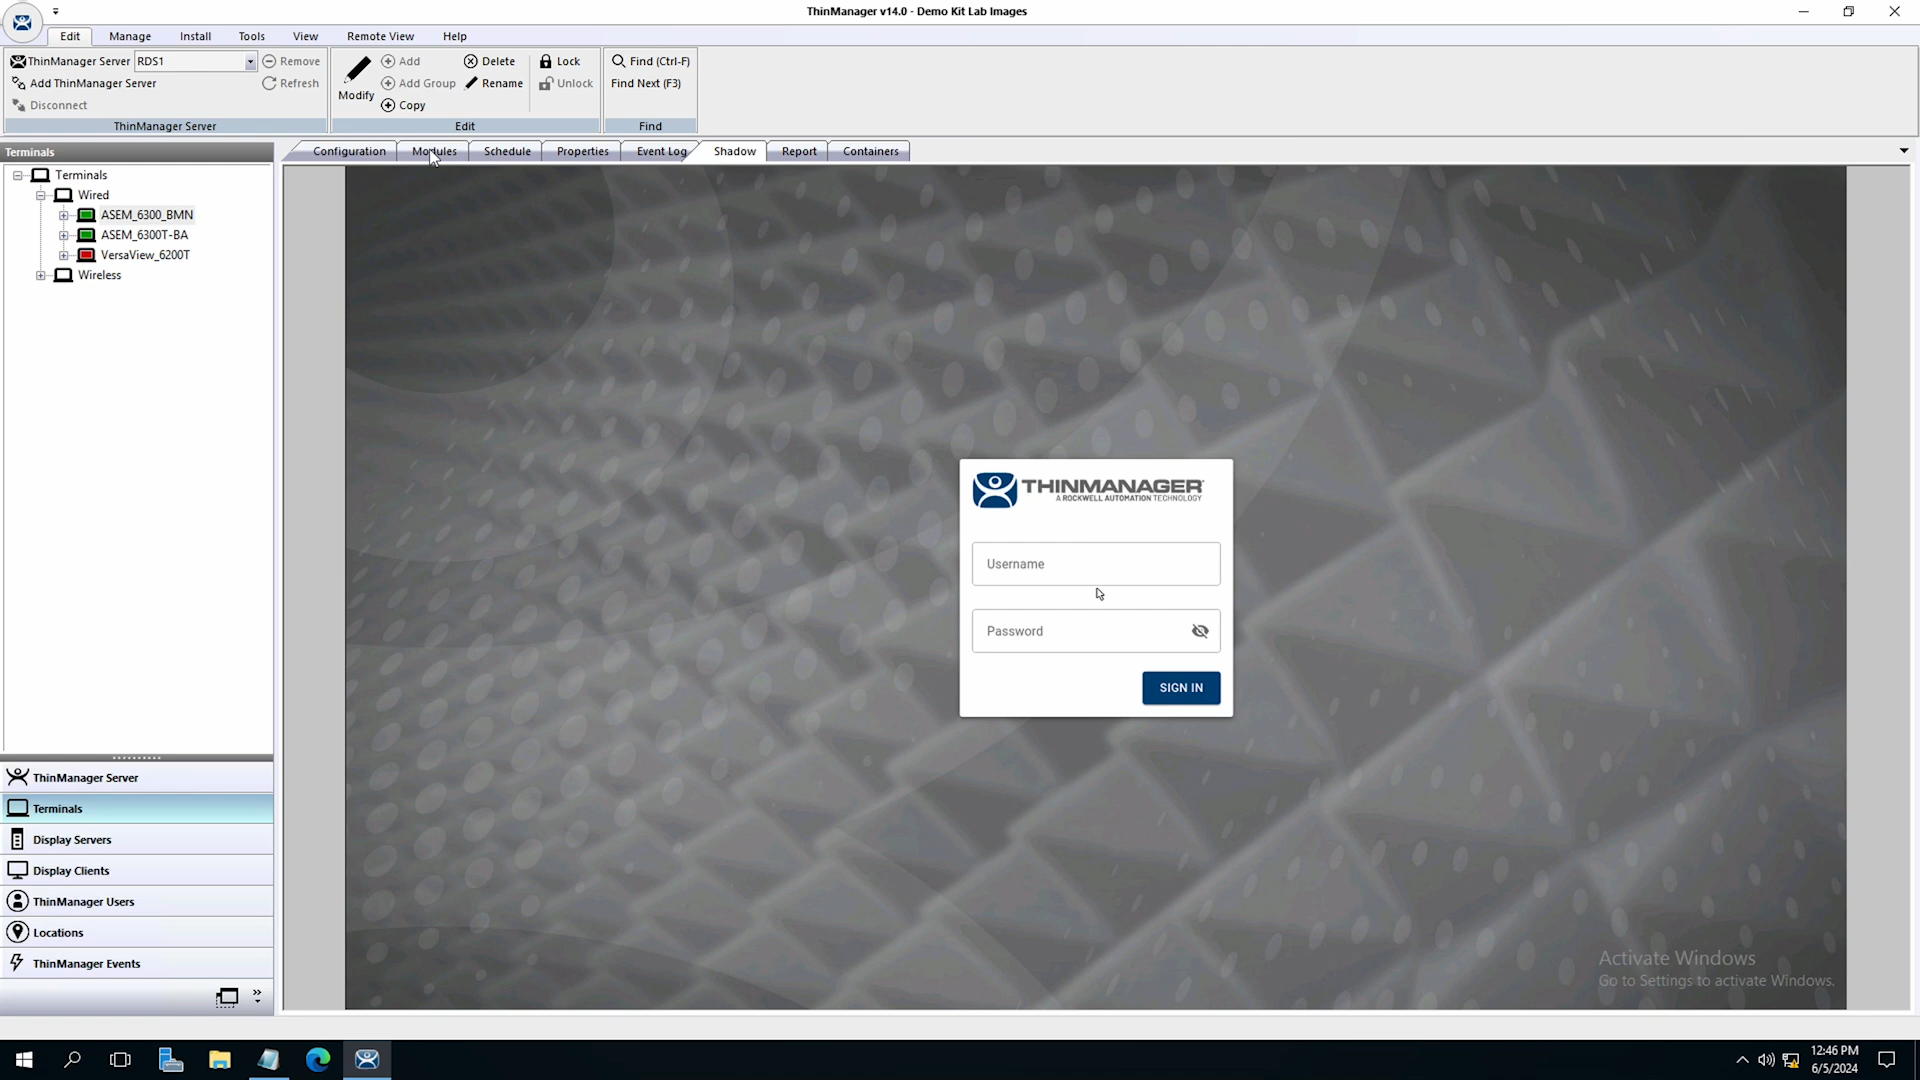 ThinManager v14.0 - Demo Kit Lab Images
Edit Manage Install Tools View Remote View Help
ThinManager Server RDS1 Remove
Add ThinManager Server Refresh
Disconnect
ThinManager Server
Modify
Add Delete Lock
Add Group Rename Unlock
Copy
Edit
Find (Ctrl-F)
Find Next (F3)
Find
Terminals
Configuration Modules Schedule Properties Event Log Shadow Report Containers
Terminals
Wired
ASEM_6300_BMN
ASEM_6300T-BA
VersaView_6200T
Wireless
THINMANAGER
A ROCKWELL AUTOMATION TECHNOLOGY
Username
Password
SIGN IN
ThinManager Server
Terminals
Display Servers
Display Clients
ThinManager Users
Locations
ThinManager Events
Activate Windows
Go to Settings to activate Windows.
12:46 PM
6/5/2024